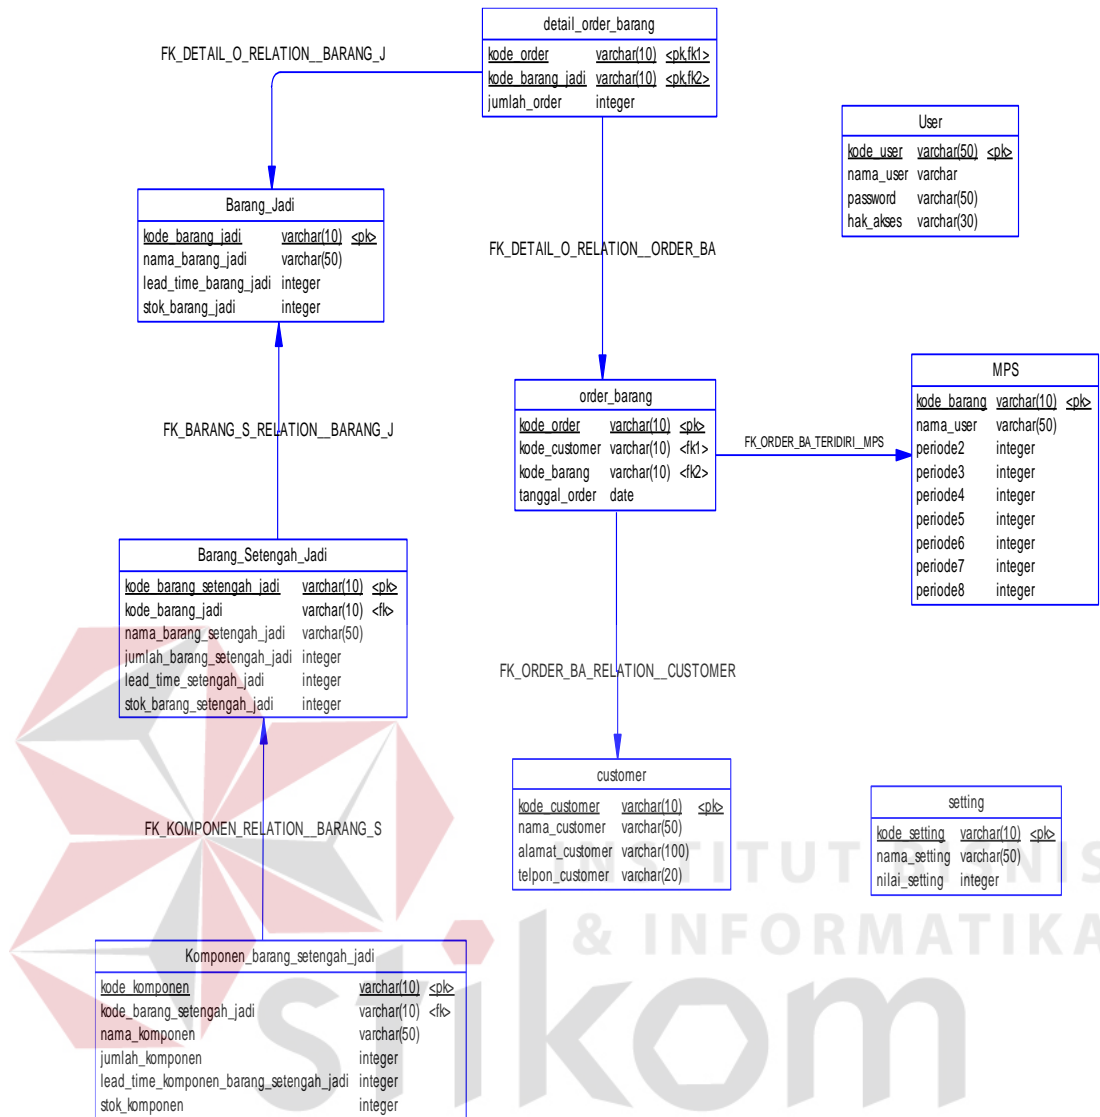 detail_order_barang
kode_order varchar(10) <pk,fk1>
kode_barang_jadi varchar(10) <pk,fk2>
jumlah_order integer
FK_DETAIL_O_RELATION__BARANG_J
User
kode_user varchar(50) <pk>
nama_user varchar
password varchar(50)
hak_akses varchar(30)
Barang_Jadi
kode_barang_jadi varchar(10) <pk>
nama_barang_jadi varchar(50)
lead_time_barang_jadi integer
stok_barang_jadi integer
FK_DETAIL_O_RELATION__ORDER_BA
MPS
kode_barang varchar(10) <pk>
nama_user varchar(50)
periode2 integer
periode3 integer
periode4 integer
periode5 integer
periode6 integer
periode7 integer
periode8 integer
order_barang
kode_order varchar(10) <pk>
kode_customer varchar(10) <fk1>
kode_barang varchar(10) <fk2>
tanggal_order date
FK_ORDER_BA_TERIDIRI__MPS
FK_BARANG_S_RELATION__BARANG_J
Barang_Setengah_Jadi
kode_barang_setengah_jadi varchar(10) <pk>
kode_barang_jadi varchar(10) <fk>
nama_barang_setengah_jadi varchar(50)
jumlah_barang_setengah_jadi integer
lead_time_setengah_jadi integer
stok_barang_setengah_jadi integer
FK_ORDER_BA_RELATION__CUSTOMER
customer
kode_customer varchar(10) <pk>
nama_customer varchar(50)
alamat_customer varchar(100)
telpon_customer varchar(20)
setting
kode_setting varchar(10) <pk>
nama_setting varchar(50)
nilai_setting integer
FK_KOMPONEN_RELATION__BARANG_S
INSTITUT BISNIS
& INFORMATIKA
stikom
Komponen_barang_setengah_jadi
kode_komponen varchar(10) <pk>
kode_barang_setengah_jadi varchar(10) <fk>
nama_komponen varchar(50)
jumlah_komponen integer
lead_time_komponen_barang_setengah_jadi integer
stok_komponen integer